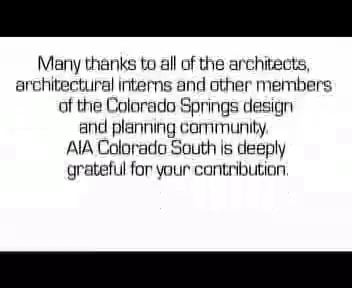 Many thanks to all of the architects,
architectural interns and other members
of the Colorado Springs design
and planning community.
AIA Colorado South is deeply
grateful for your contribution.